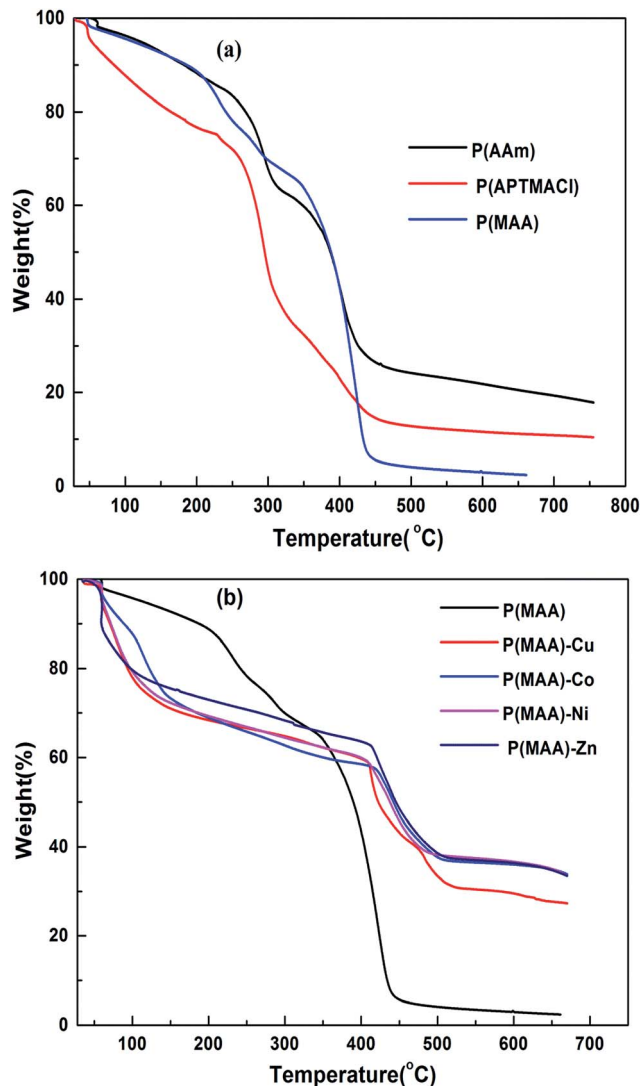 100
80
60
40
20
0
Weight(%)
(a)
P(AAm)
P(APTMACl)
P(MAA)
100 200 300 400 500 600 700 800
Temperature(°C)
100
80
60
40
20
0
Weight(%)
(b)
P(MAA)
P(MAA)-Cu
P(MAA)-Co
P(MAA)-Ni
P(MAA)-Zn
100 200 300 400 500 600 700
Temperature(°C)